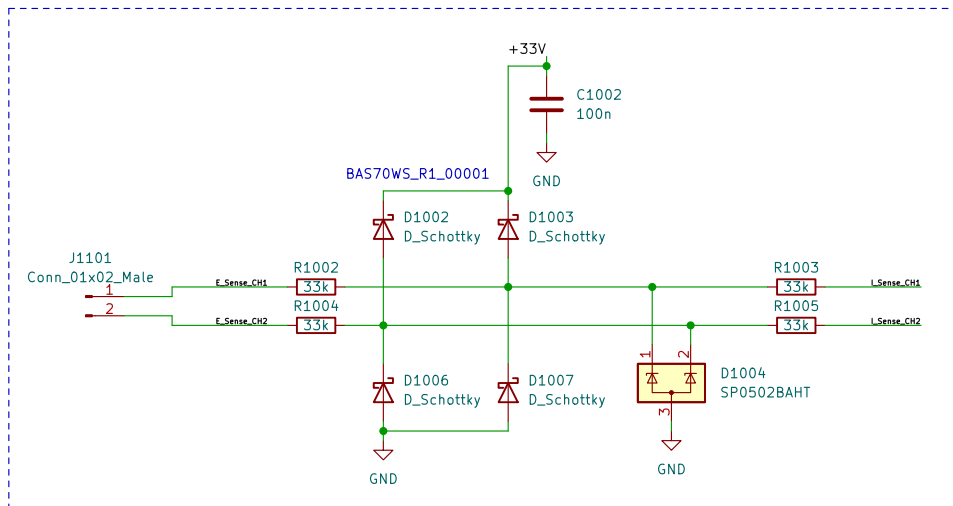 +33V
C1002
100n
GND
BAS70WS_R1_00001
D1002
D_Schottky
D1003
D_Schottky
J1101
Conn_01x02_Male
1
2
E_Sense_CH1
E_Sense_CH2
R1002
33k
R1004
33k
R1003
33k
R1005
33k
I_Sense_CH1
I_Sense_CH2
D1006
D_Schottky
D1007
D_Schottky
1
2
3
D1004
SP0502BAHT
GND
GND